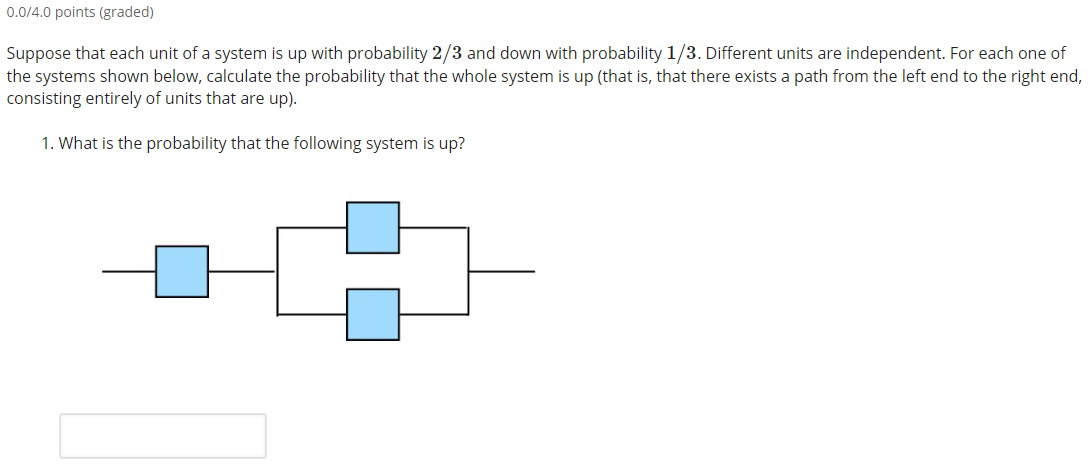 0.0/4.0 points (graded)
Suppose that each unit of a system is up with probability 2/3 and down with probability 1/3. Different units are independent. For each one of
the systems shown below, calculate the probability that the whole system is up (that is, that there exists a path from the left end to the right end,
consisting entirely of units that are up).
1. What is the probability that the following system is up?